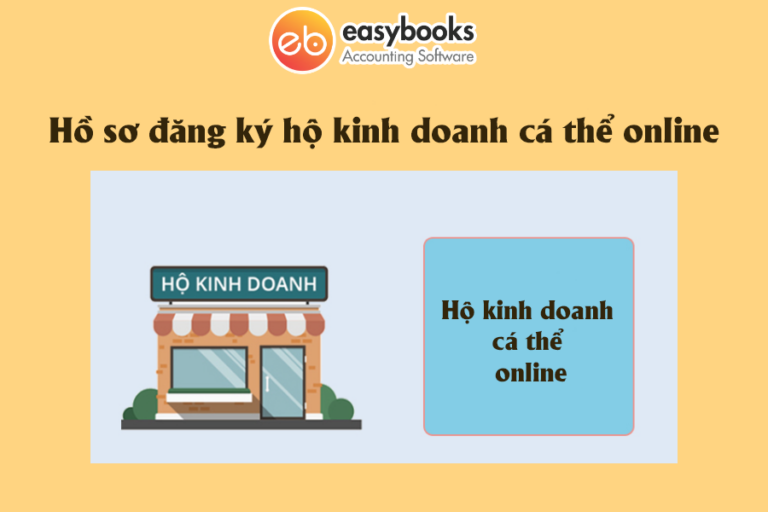 eb easybooks
Accounting Software
Hồ sơ đăng ký hộ kinh doanh cá thể online
HỘ KINH DOANH
Hộ kinh doanh
cá thể
online